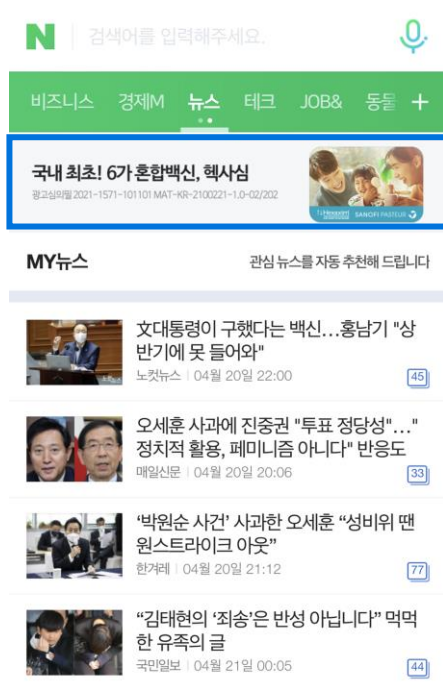 N 검색어를 입력해주세요.
비즈니스 경제M 뉴스 테크 JOB& 동물 +
국내 최초! 6가 혼합백신, 헥사심
광고심의필 2021-1571-101101 MAT-KR-2100221-1.0-02/202
Hexaxim SANOFI PASTEUR
MY뉴스 관심 뉴스를 자동 추천해 드립니다
文대통령이 구했다는 백신…홍남기 "상
반기에 못 들어와"
노컷뉴스 04월 20일 22:00 45
오세훈 사과에 진중권 "투표 정당성"…"
정치적 활용, 페미니즘 아니다" 반응도
매일신문 04월 20일 20:06 33
‘박원순 사건’ 사과한 오세훈 “성비위 땐
원스트라이크 아웃”
한겨레 04월 20일 21:12 77
“김태현의 ‘죄송’은 반성 아닙니다” 먹먹
한 유족의 글
국민일보 04월 21일 00:05 44